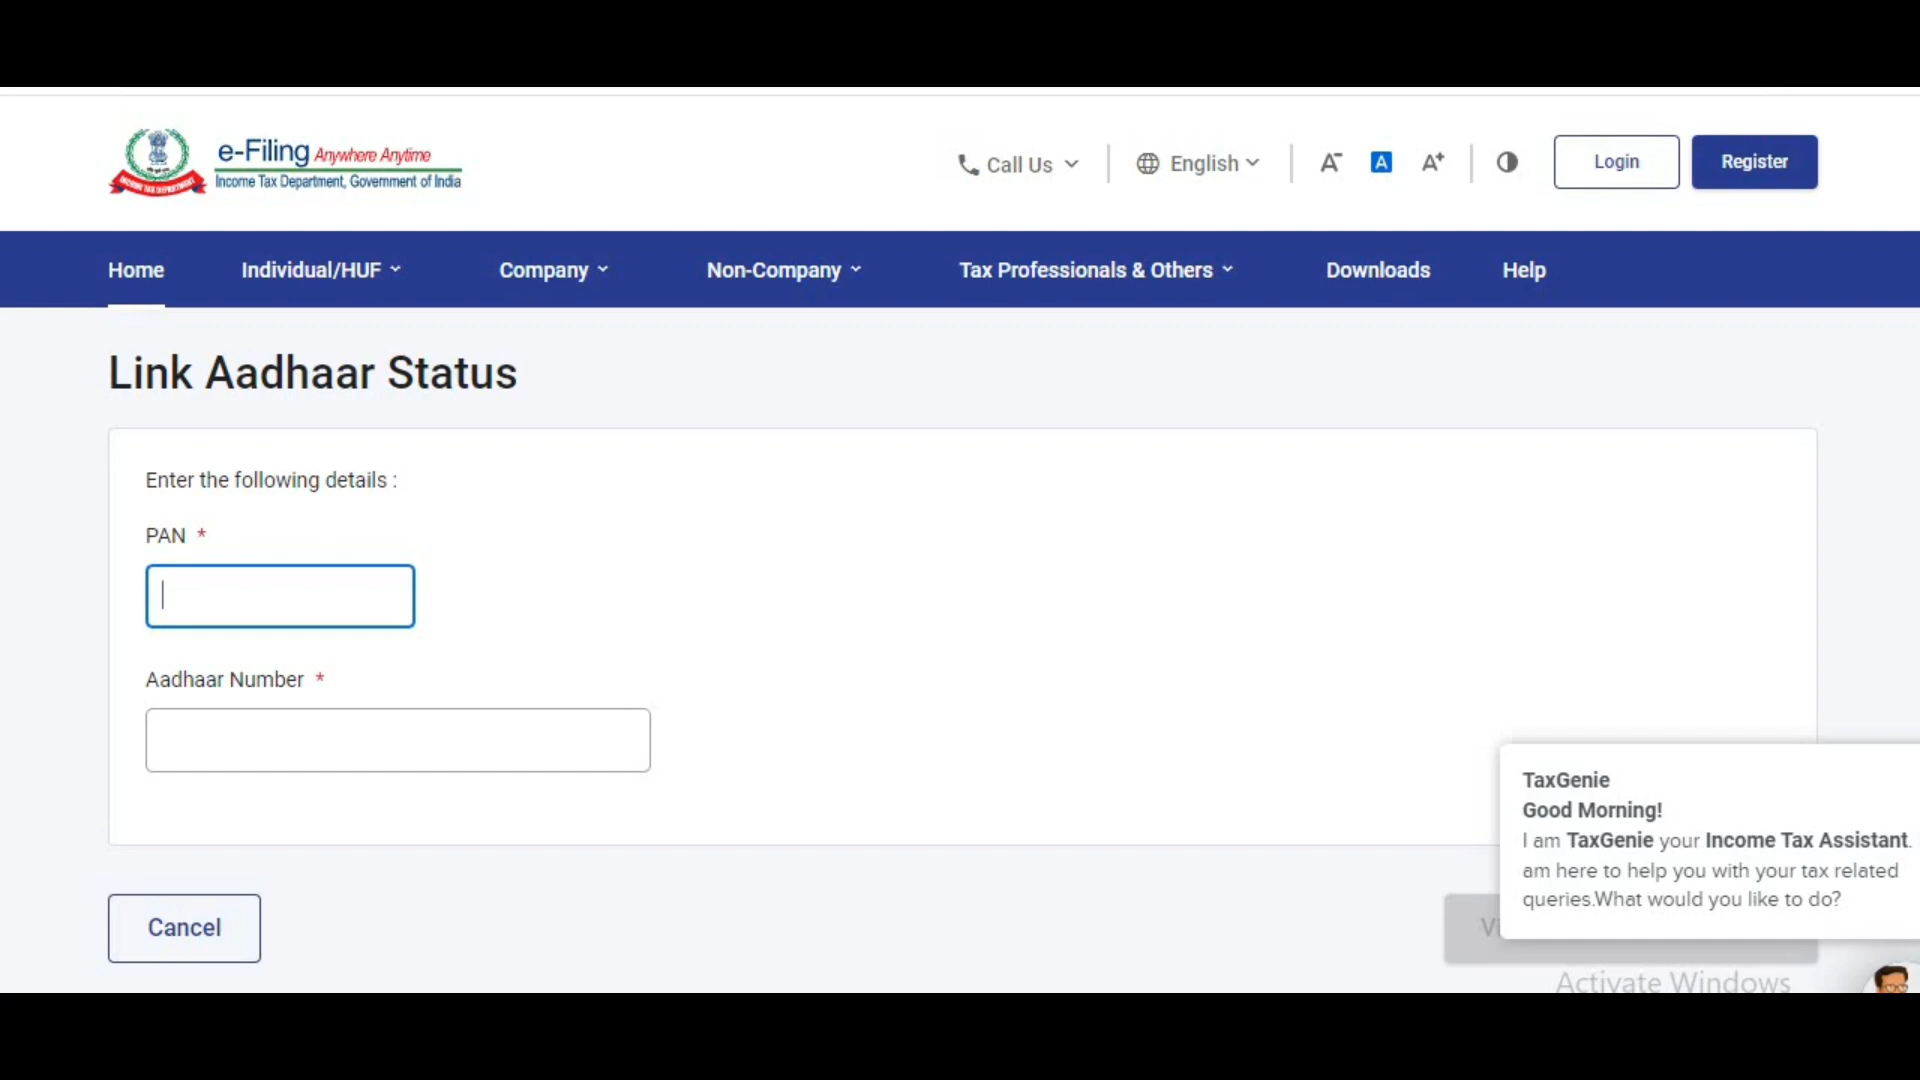 e-Filing Anywhere Anytime
Income Tax Department, Government of India
Call Us
English
A-
A
A+
Login
Register
Home
Individual/HUF
Company
Non-Company
Tax Professionals & Others
Downloads
Help
Link Aadhaar Status
Enter the following details :
PAN *
Aadhaar Number *
TaxGenie
Good Morning!
I am TaxGenie your Income Tax Assistant.
am here to help you with your tax related
queries.What would you like to do?
Cancel
Activate Windows